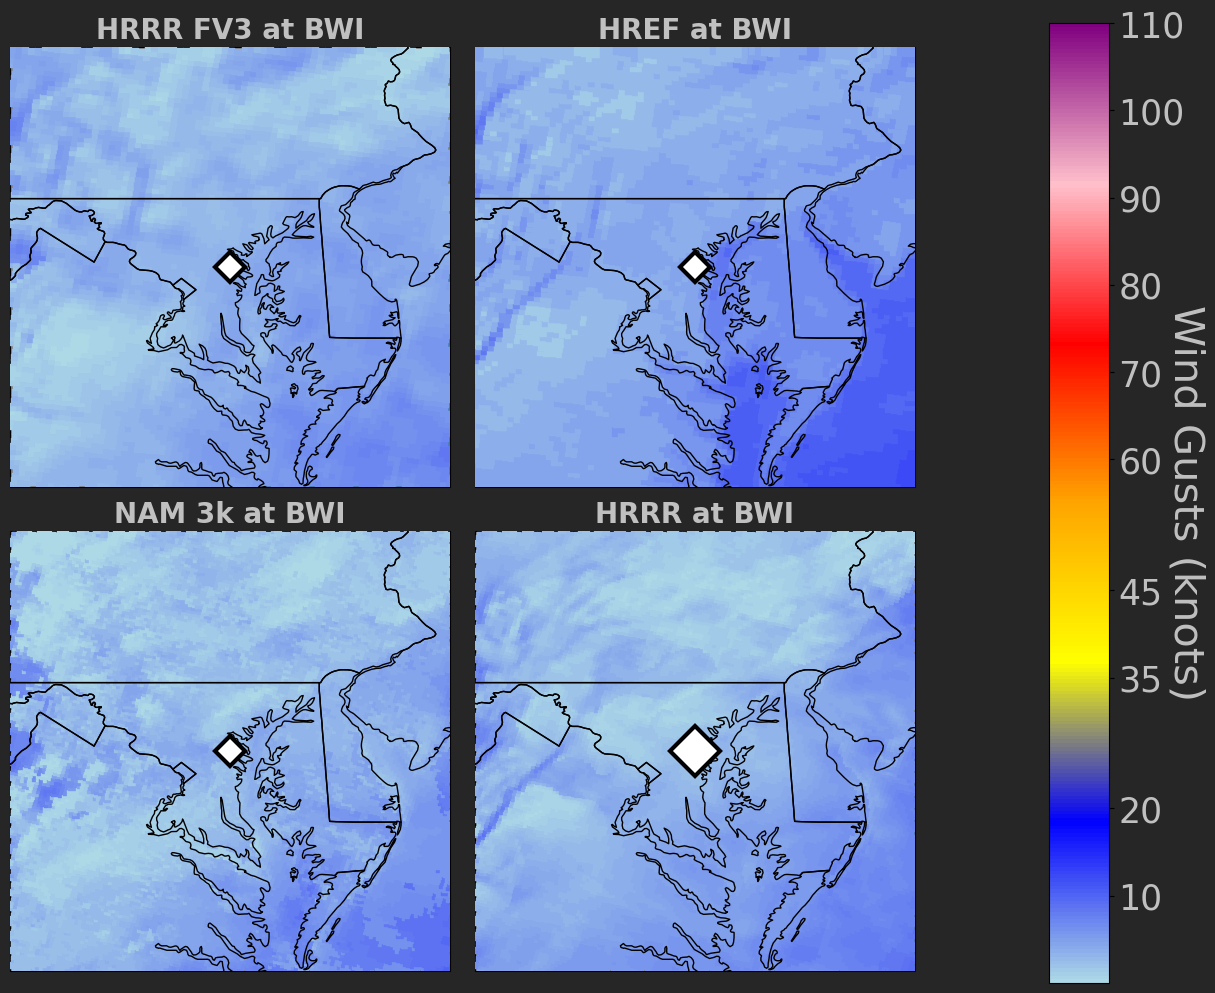 HRRR FV3 at BWI
HREF at BWI
NAM 3k at BWI
HRRR at BWI
110
100
90
80
70
60
45
35
20
10
Wind Gusts (knots)